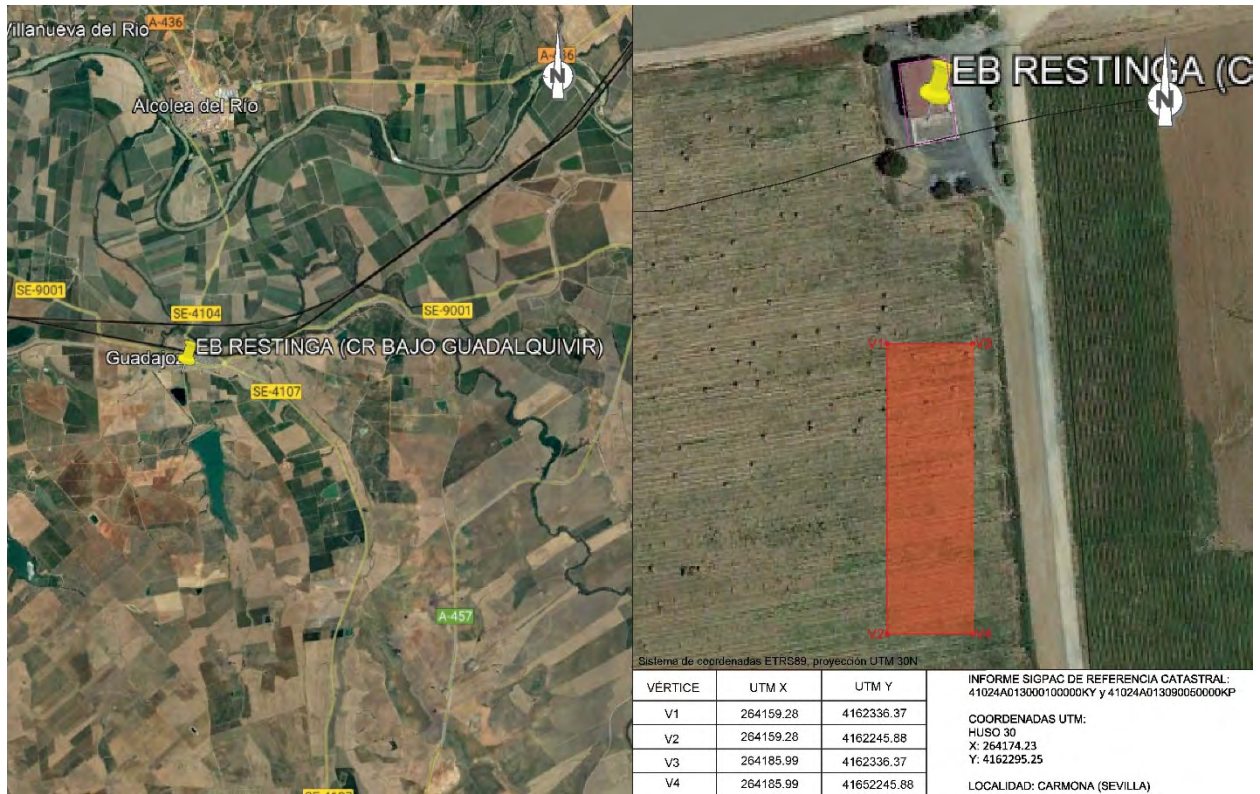 Villanueva del Rio
A-436
A-436
N
Alcolea del Río
SE-9001
SE-4104
SE-9001
EB RESTINGA (CR BAJO GUADALQUIVIR)
Guadajoz
SE-4107
A-457
SE-4107
EB RESTINGA (C
N
V1
V3
V2
V4
Sistema de coordenadas ETRS89, proyección UTM 30N
VÉRTICE UTM X UTM Y
V1 264159.28 4162336.37
V2 264159.28 4162245.88
V3 264185.99 4162336.37
V4 264185.99 41652245.88
INFORME SIGPAC DE REFERENCIA CATASTRAL:
41024A013000100000KY y 41024A013090050000KP
COORDENADAS UTM:
HUSO 30
X: 264174.23
Y: 4162295.25
LOCALIDAD: CARMONA (SEVILLA)